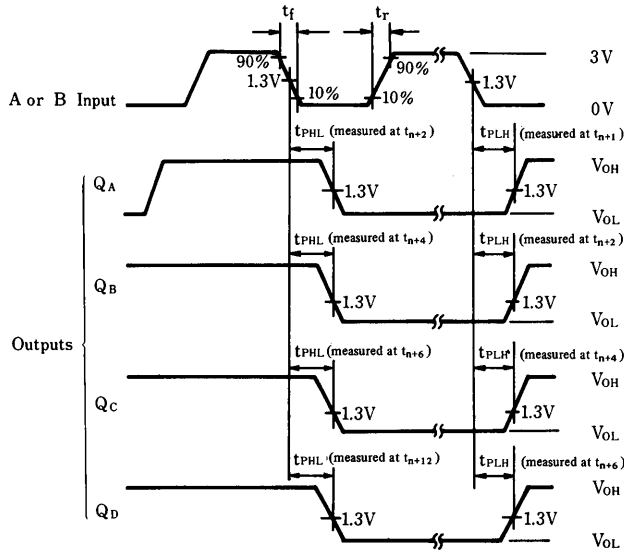 tf tr
90% 90% 3V
1.3V 1.3V
A or B Input 10% 10% 0V
tPHL (measured at tn+2) tPLH (measured at tn+1)
QA 1.3V 1.3V VOH
VOL
tPHL (measured at tn+4) tPLH (measured at tn+2)
QB 1.3V 1.3V VOH
VOL
Outputs
tPHL (measured at tn+6) tPLH (measured at tn+4)
QC 1.3V 1.3V VOH
VOL
tPHL (measured at tn+12) tPLH (measured at tn+6)
QD 1.3V 1.3V VOH
VOL